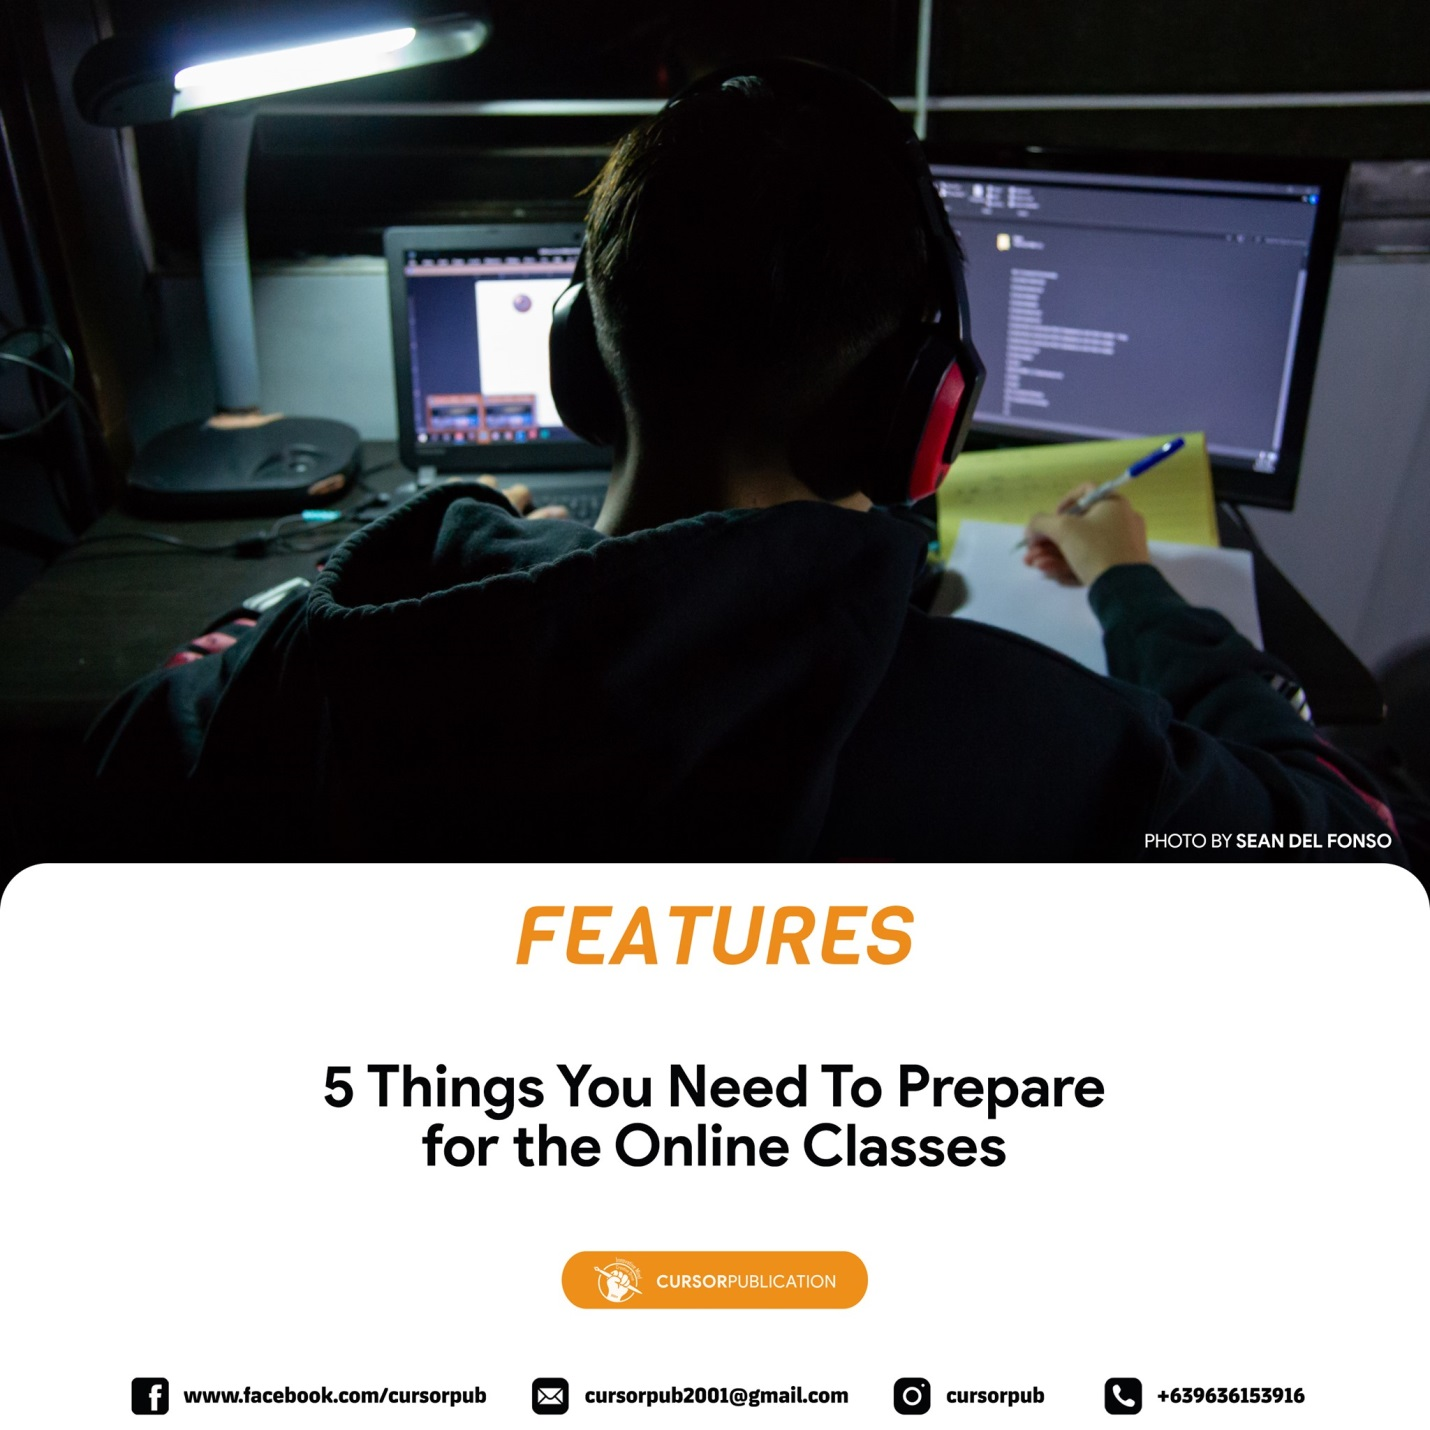 PHOTO BY SEAN DEL FONSO
FEATURES
5 Things You Need To Prepare
for the Online Classes
CURSORPUBLICATION
www.facebook.com/cursorpub
cursorpub2001@gmail.com
cursorpub
+639636153916